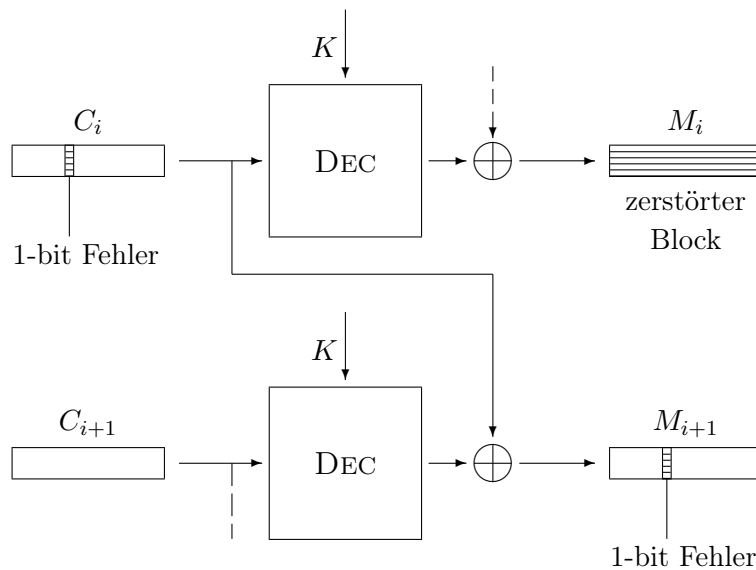 K
C_i
DEC
M_i
1-bit Fehler
zerstörter
Block
K
C_{i+1}
DEC
M_{i+1}
1-bit Fehler